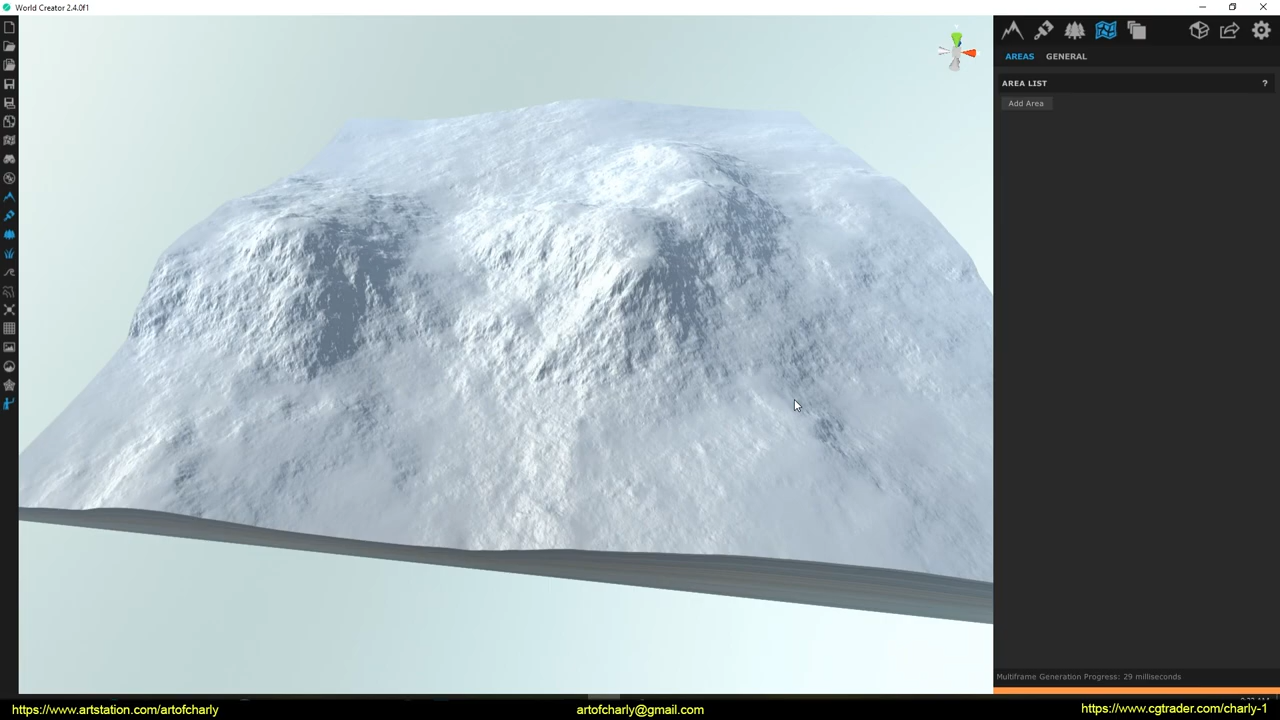 World Creator 2.4.0f1
AREAS GENERAL
AREA LIST ?
Add Area
Multiframe Generation Progress: 29 milliseconds
https://www.artstation.com/artofcharly artofcharly@gmail.com https://www.cgtrader.com/charly-1